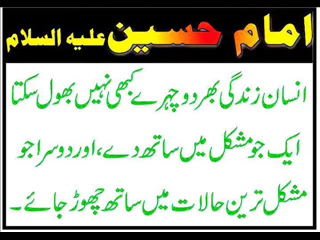 امام حسین علیہ السلام
انسان زندگی بھر دو چہرے کبھی نہیں بھول سکتا
ایک جو مشکل میں ساتھ دے، اور دوسرا جو
مشکل ترین حالات میں ساتھ چھوڑ جائے۔